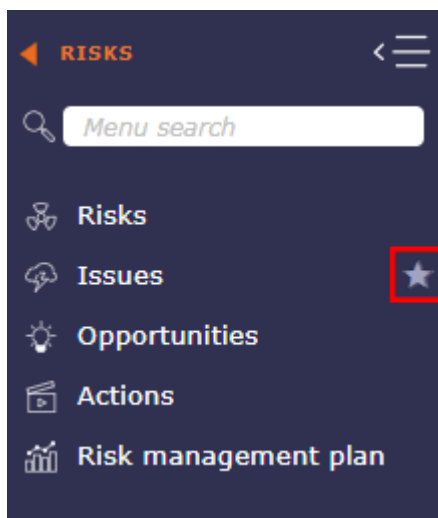 RISKS
Menu search
Risks
Issues
Opportunities
Actions
Risk management plan